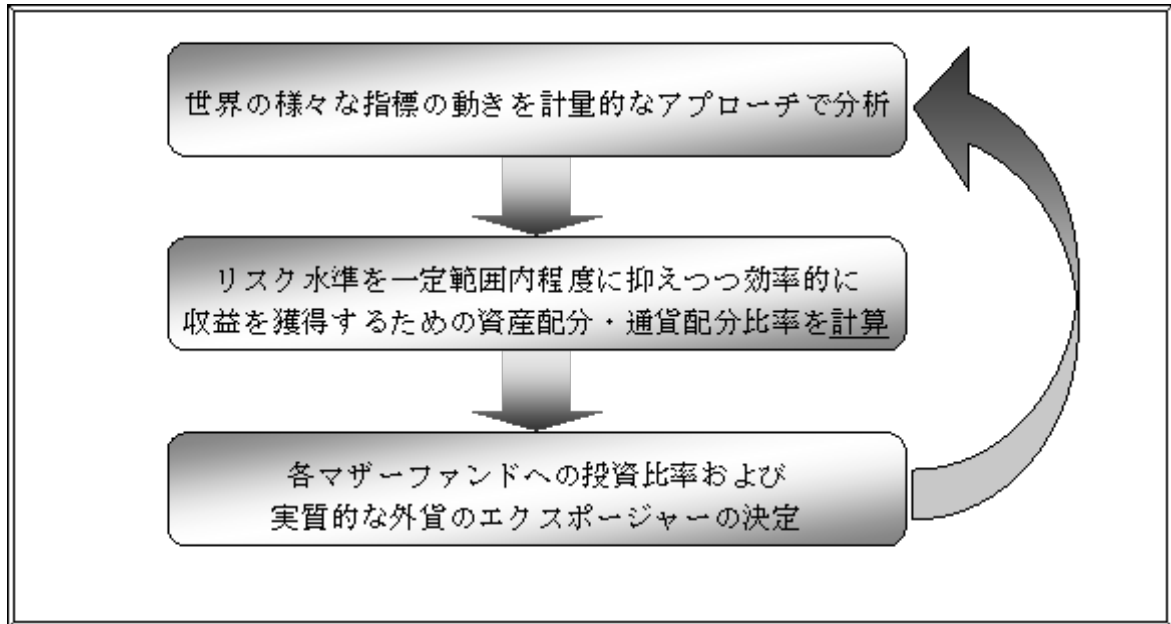 世界の様々な指標の動きを計量的なアプローチで分析
リスク水準を一定範囲内程度に抑えつつ効率的に
収益を獲得するための資産配分・通貨配分比率を計算
各マザーファンドへの投資比率および
実質的な外貨のエクスポージャーの決定